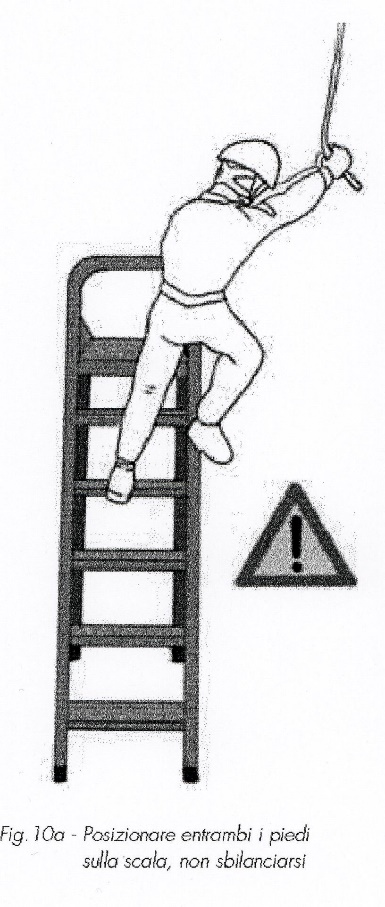 Fig. 10a - Posizionare entrambi i piedi
sulla scala, non sbilanciarsi